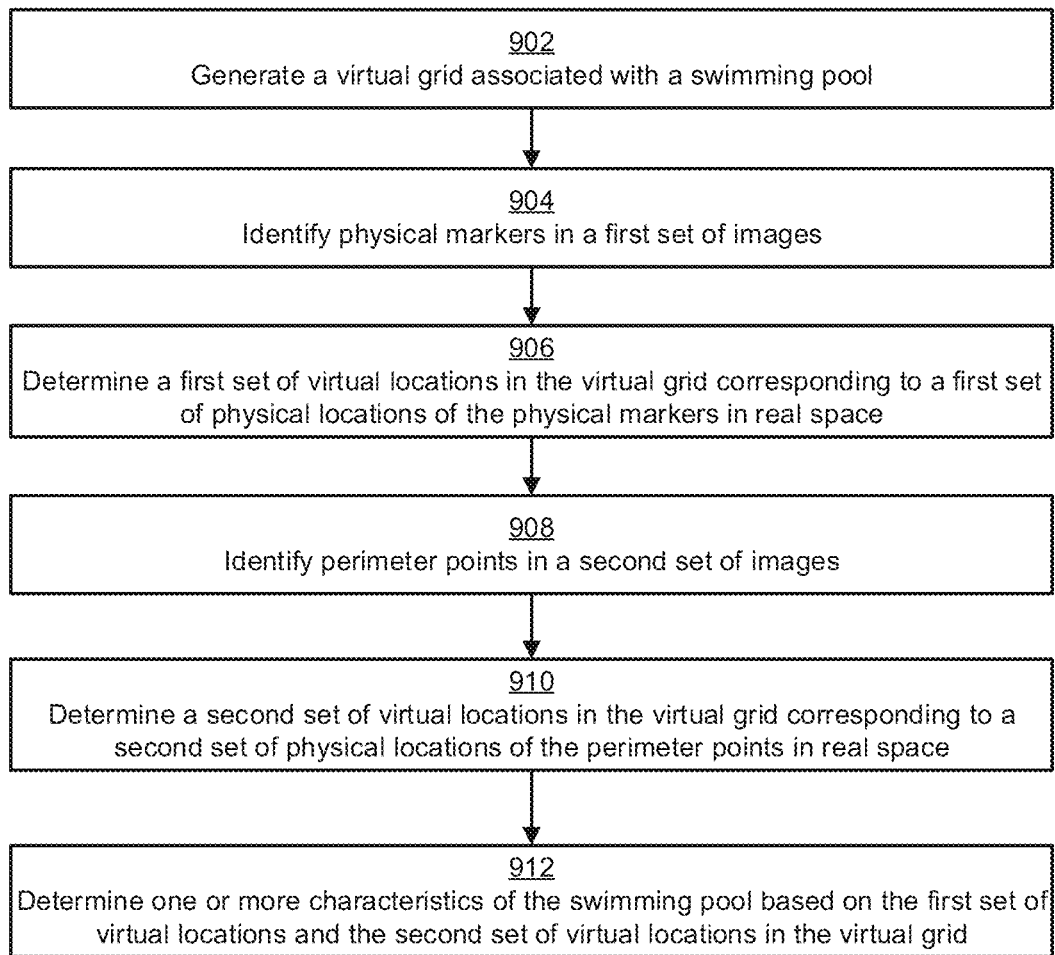 902
Generate a virtual grid associated with a swimming pool
904
Identify physical markers in a first set of images
906
Determine a first set of virtual locations in the virtual grid corresponding to a first set
of physical locations of the physical markers in real space
908
Identify perimeter points in a second set of images
910
Determine a second set of virtual locations in the virtual grid corresponding to a
second set of physical locations of the perimeter points in real space
912
Determine one or more characteristics of the swimming pool based on the first set of
virtual locations and the second set of virtual locations in the virtual grid